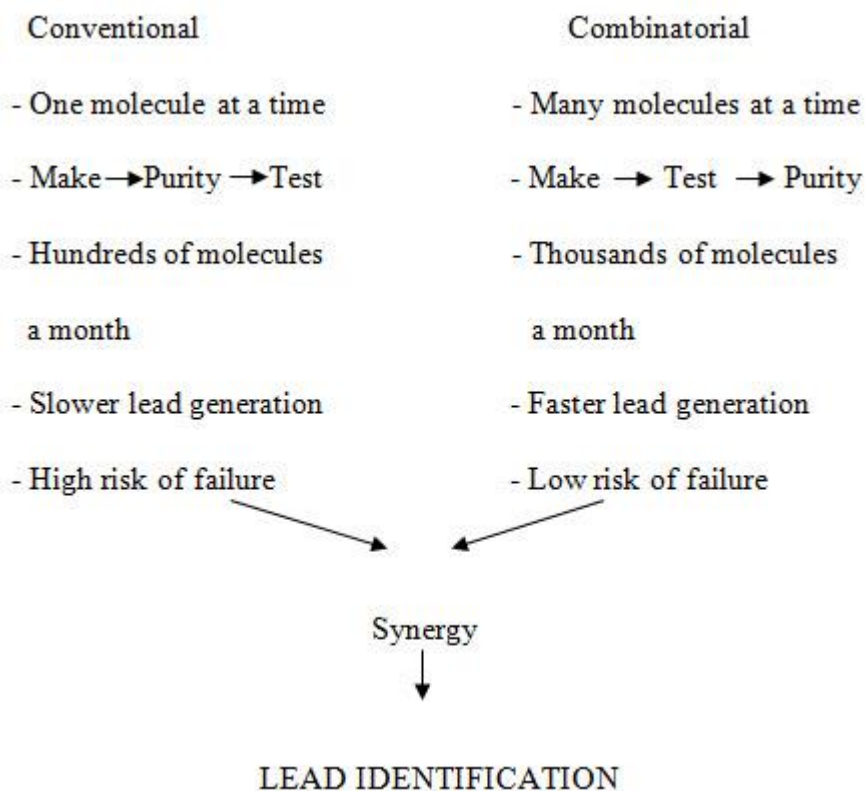 Conventional
- One molecule at a time
- Make → Purity → Test
- Hundreds of molecules
a month
- Slower lead generation
- High risk of failure
Combinatorial
- Many molecules at a time
- Make → Test → Purity
- Thousands of molecules
a month
- Faster lead generation
- Low risk of failure
Synergy
LEAD IDENTIFICATION